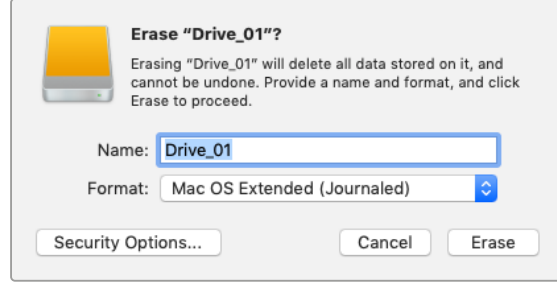 Erase “Drive_01”?
Erasing “Drive_01” will delete all data stored on it, and
cannot be undone. Provide a name and format, and click
Erase to proceed.
Name: Drive_01
Format: Mac OS Extended (Journaled)
Security Options... Cancel Erase